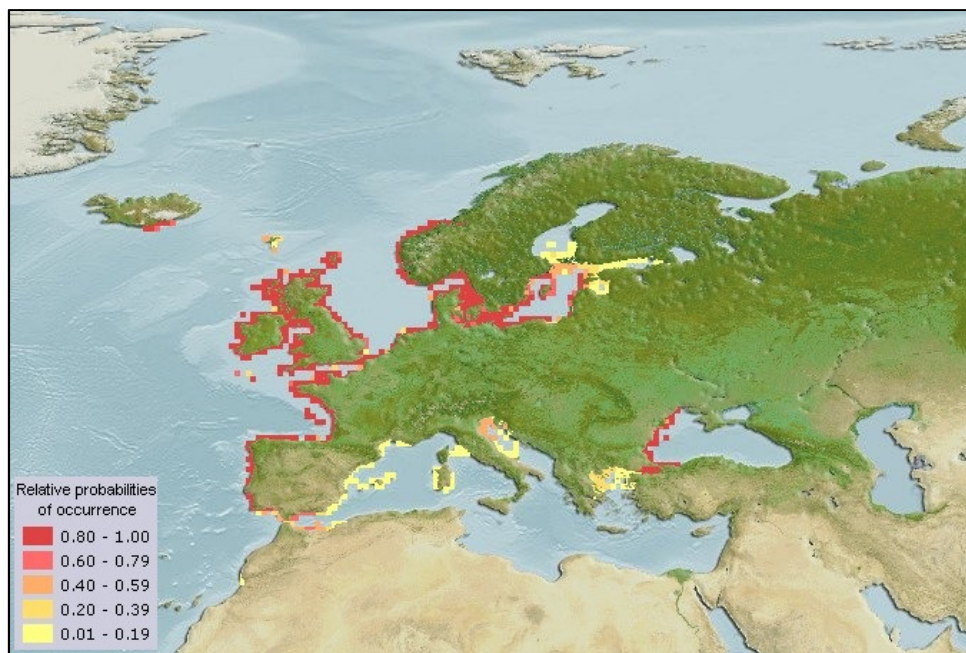 Relative probabilities
of occurrence
0.80 - 1.00
0.60 - 0.79
0.40 - 0.59
0.20 - 0.39
0.01 - 0.19